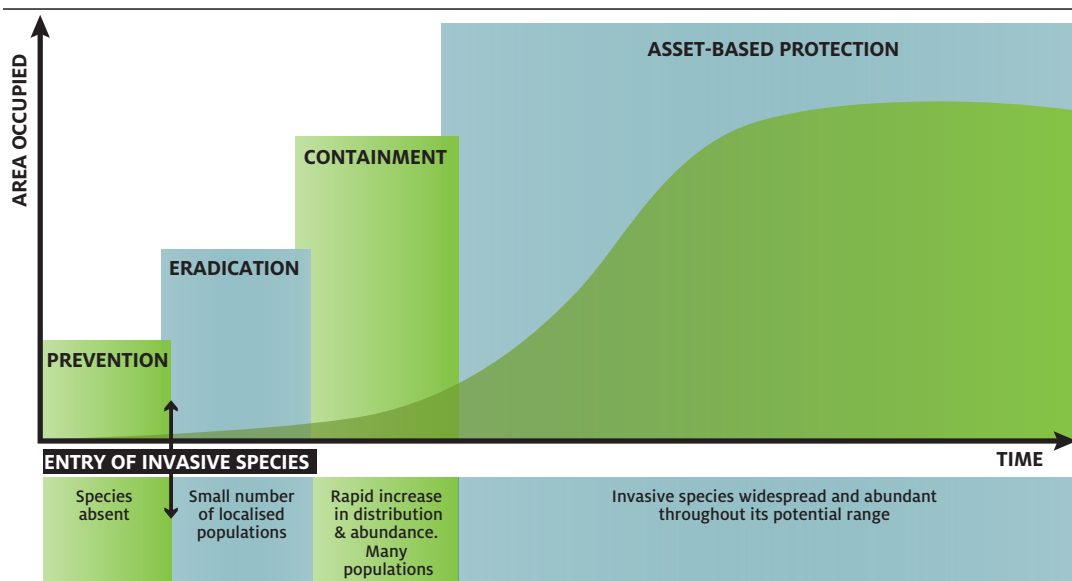 AREA OCCUPIED
ASSET-BASED PROTECTION
CONTAINMENT
ERADICATION
PREVENTION
ENTRY OF INVASIVE SPECIES
TIME
Species
absent
Small number
of localised
populations
Rapid increase
in distribution
& abundance.
Many
populations
Invasive species widespread and abundant
throughout its potential range